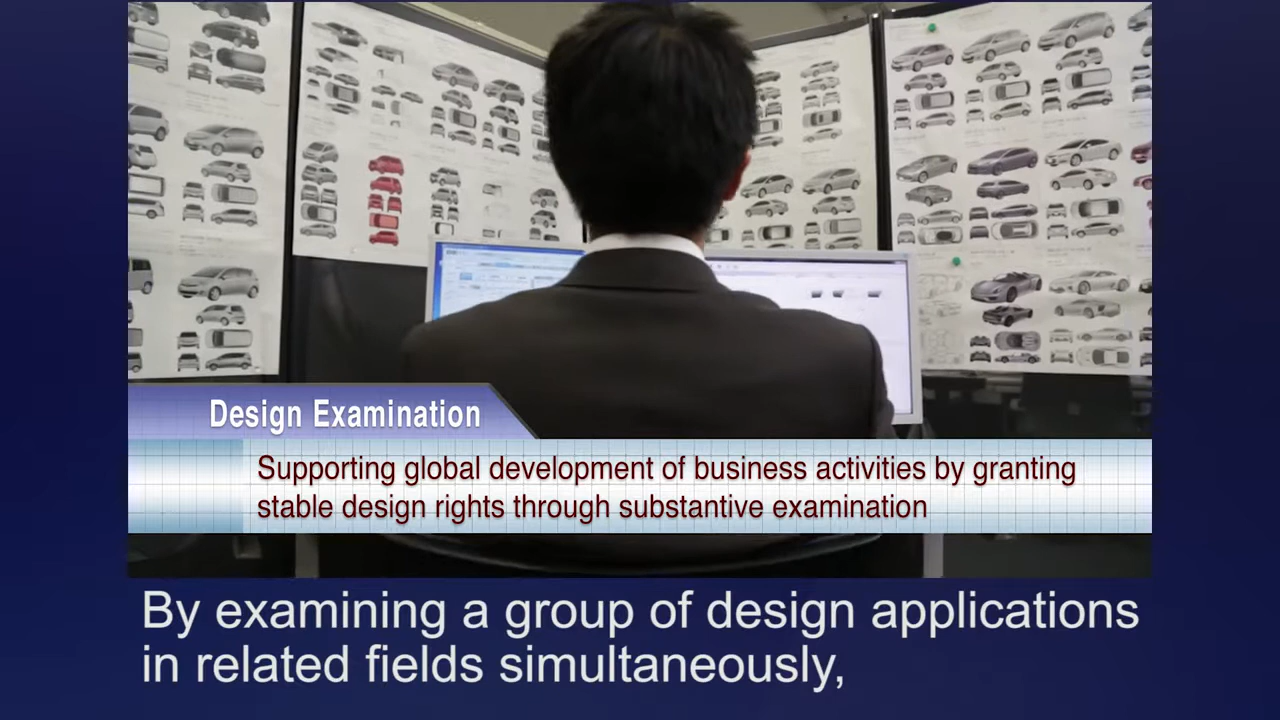 Design Examination
Supporting global development of business activities by granting
stable design rights through substantive examination
By examining a group of design applications
in related fields simultaneously,